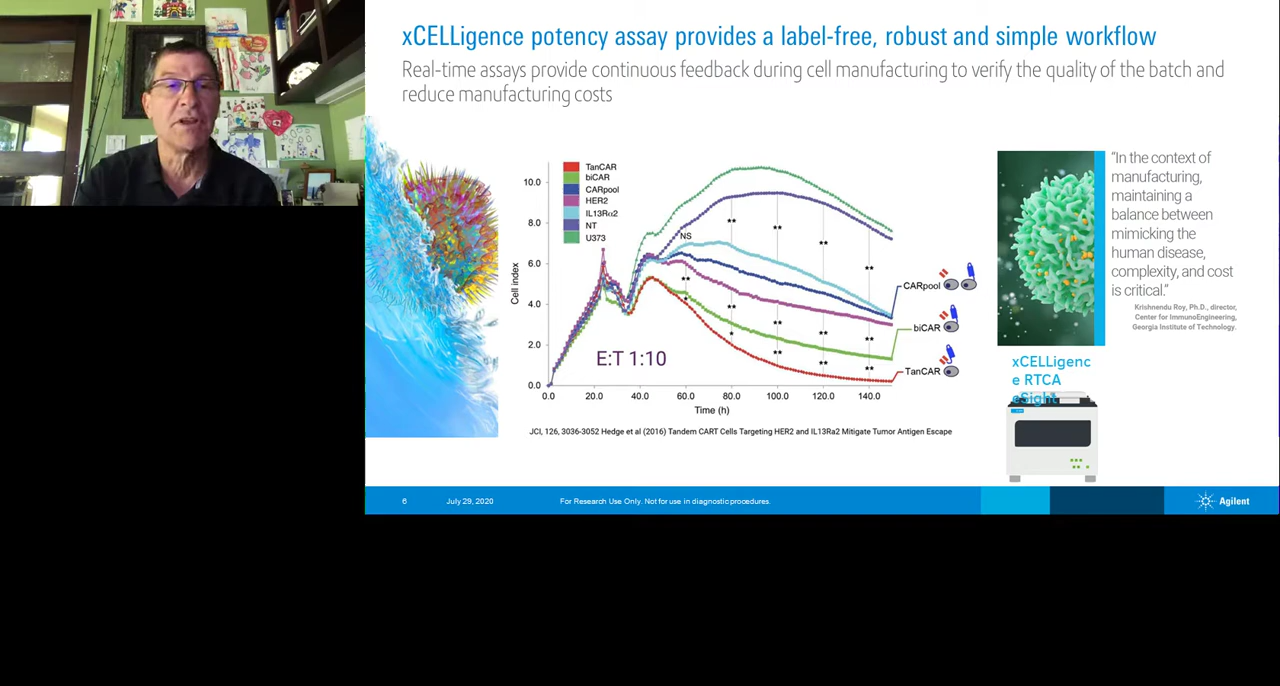 xCELLigence potency assay provides a label-free, robust and simple workflow
Real-time assays provide continuous feedback during cell manufacturing to verify the quality of the batch and
reduce manufacturing costs
TanCAR
biCAR
CARpool
HER2
IL13Rα2
NT
U373
Cell index
10.0
8.0
6.0
4.0
2.0
0.0
NS
**
**
**
**
**
*
**
*
**
**
**
**
**
**
**
E:T 1:10
0.0 20.0 40.0 60.0 80.0 100.0 120.0 140.0
Time (h)
CARpool
biCAR
TanCAR
JCI, 126, 3036-3052 Hedge et al (2016) Tandem CART Cells Targeting HER2 and IL13Ra2 Mitigate Tumor Antigen Escape
“In the context of
manufacturing,
maintaining a
balance between
mimicking the
human disease,
complexity, and cost
is critical.”
Krishnendu Roy, Ph.D., director,
Center for ImmunoEngineering,
Georgia Institute of Technology.
xCELLigenc
e RTCA
eSight
6 July 29, 2020 For Research Use Only. Not for use in diagnostic procedures.
Agilent